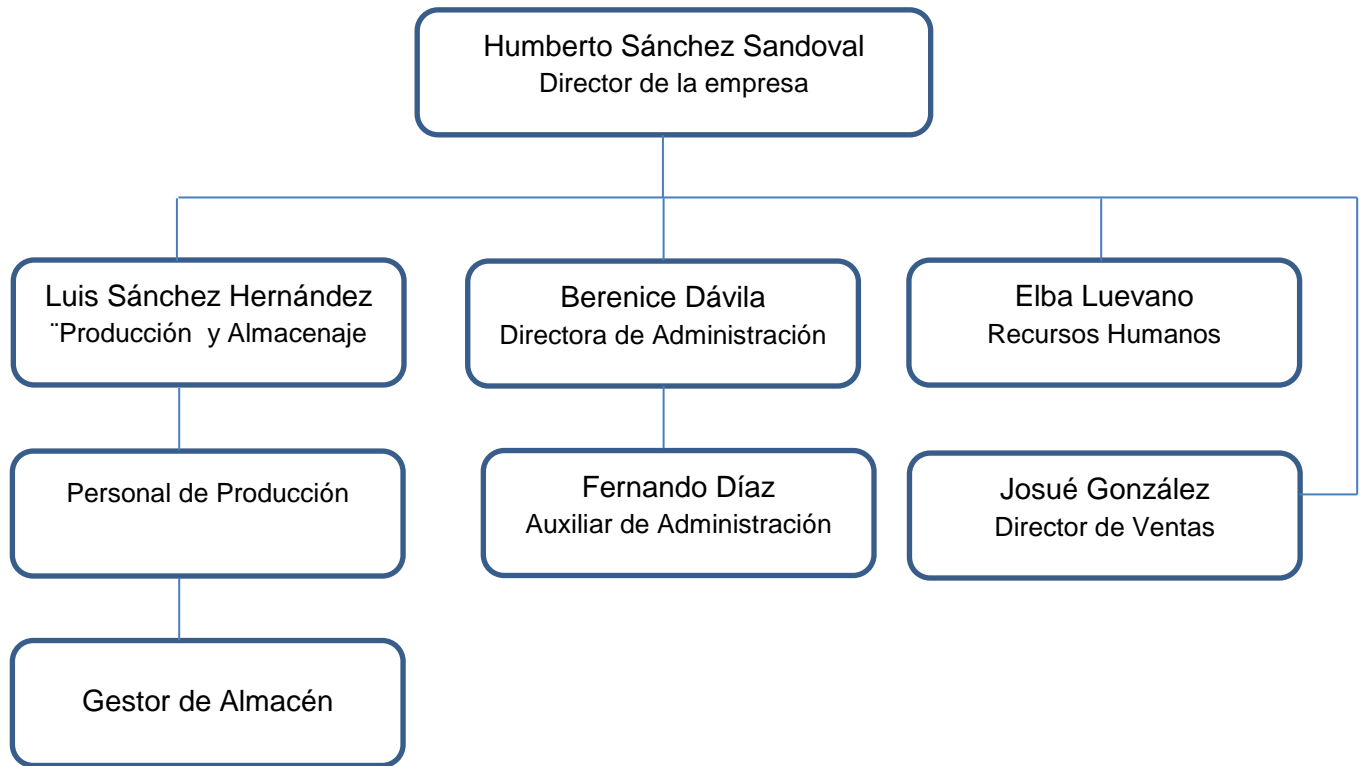 Humberto Sánchez Sandoval
Director de la empresa
Luis Sánchez Hernández
¨Producción  y Almacenaje
Berenice Dávila
Directora de Administración
Elba Luevano
Recursos Humanos
Personal de Producción
Fernando Díaz
Auxiliar de Administración
Josué González
Director de Ventas
Gestor de Almacén